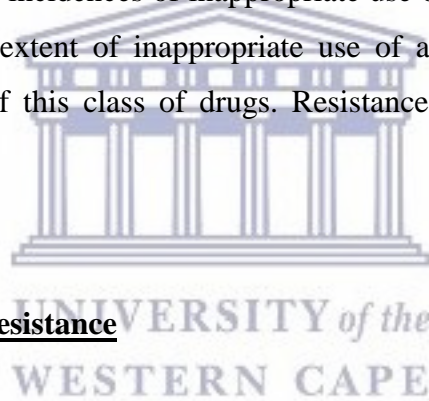 incidences of inappropriate use
extent of inappropriate use of a
f this class of drugs. Resistance
esistance
UNIVERSITY of the
WESTERN CAPE